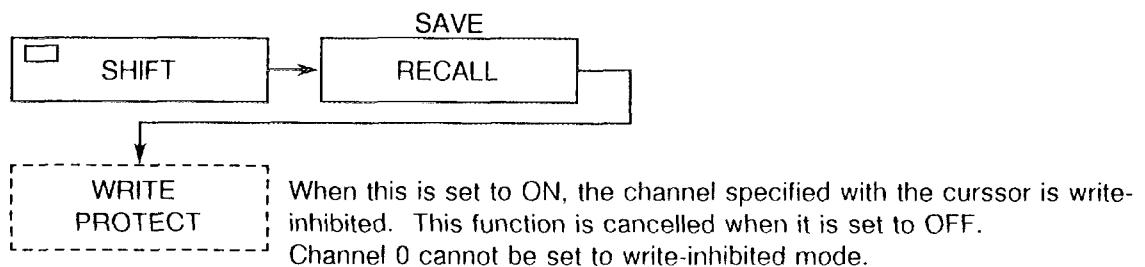 SAVE
SHIFT
RECALL
WRITE
PROTECT
When this is set to ON, the channel specified with the curssor is write-
inhibited. This function is cancelled when it is set to OFF.
Channel 0 cannot be set to write-inhibited mode.